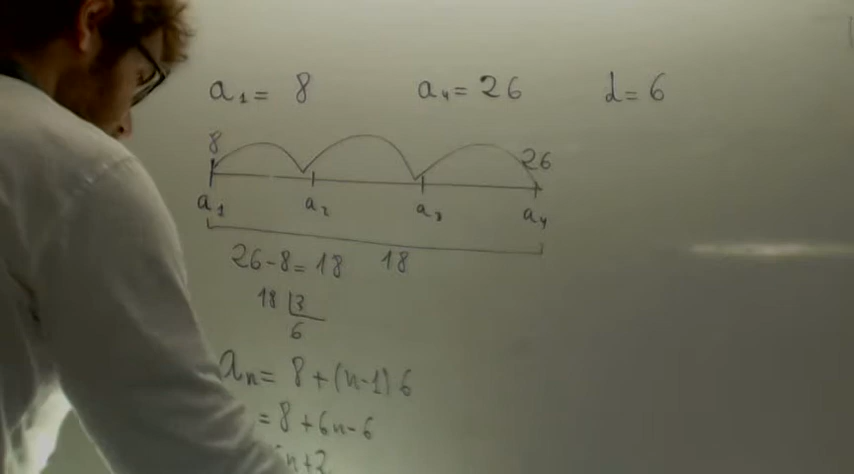 a₁ = 8 a₄ = 26 d = 6
8 26
a₁ a₂ a₃ a₄
26 - 8 = 18 18
18 |3
6
aₙ = 8 + (n - 1) 6
= 8 + 6n - 6
n + 2